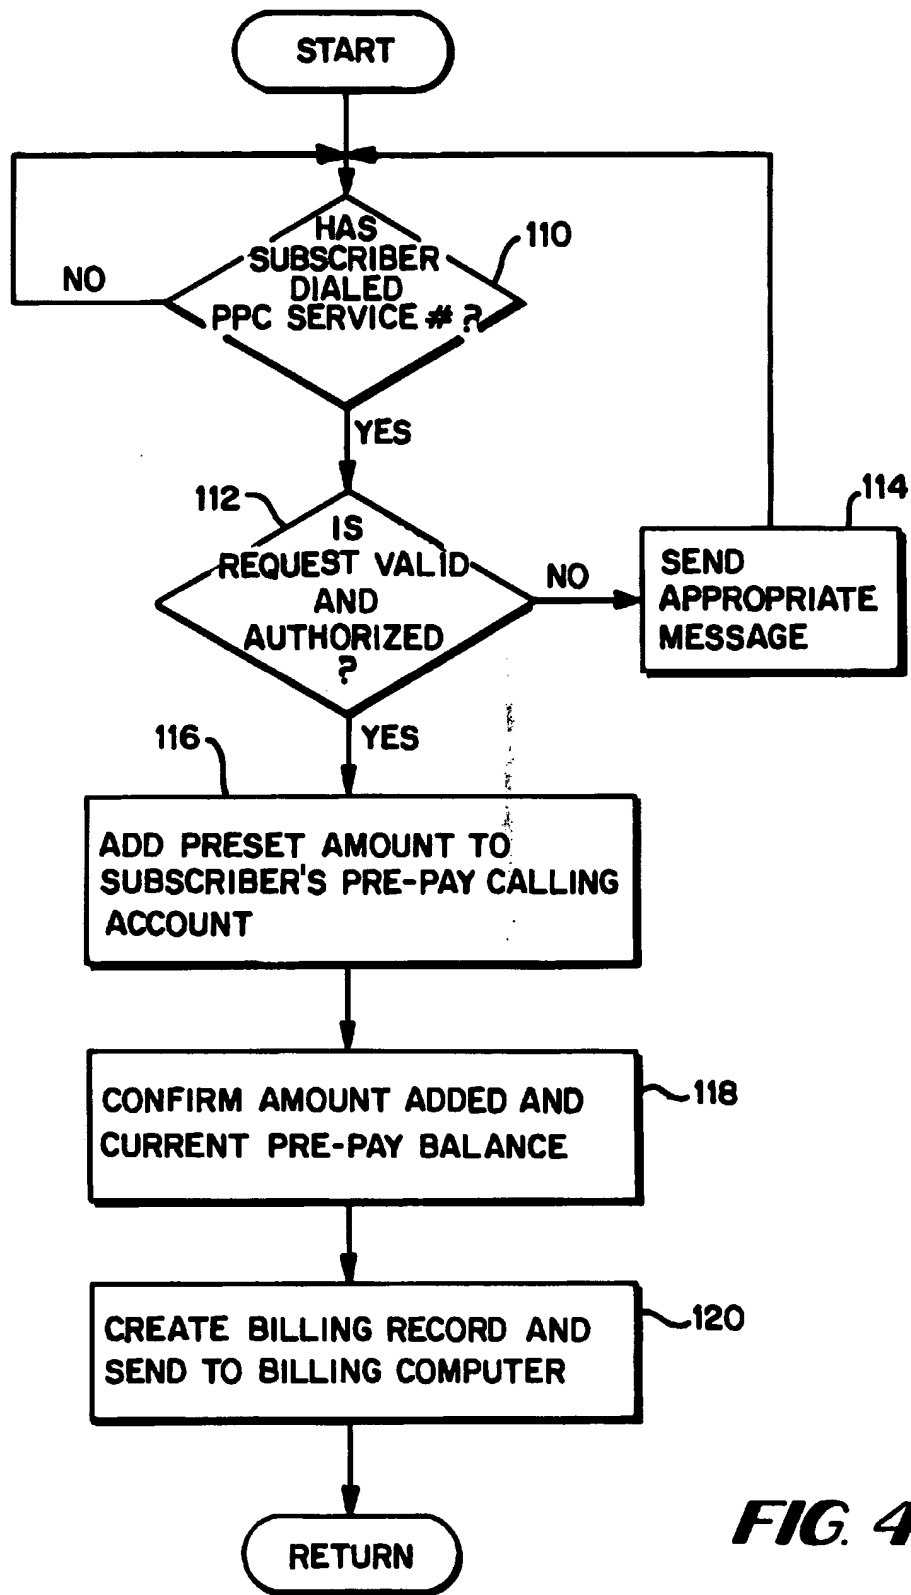 START
HAS
SUBSCRIBER
DIALED
PPC SERVICE # ?
110
NO
YES
112
IS
REQUEST VALID
AND
AUTHORIZED
?
NO
114
SEND
APPROPRIATE
MESSAGE
YES
116
ADD PRESET AMOUNT TO
SUBSCRIBER'S PRE-PAY CALLING
ACCOUNT
CONFIRM AMOUNT ADDED AND
CURRENT PRE-PAY BALANCE
118
CREATE BILLING RECORD AND
SEND TO BILLING COMPUTER
120
RETURN
FIG. 4